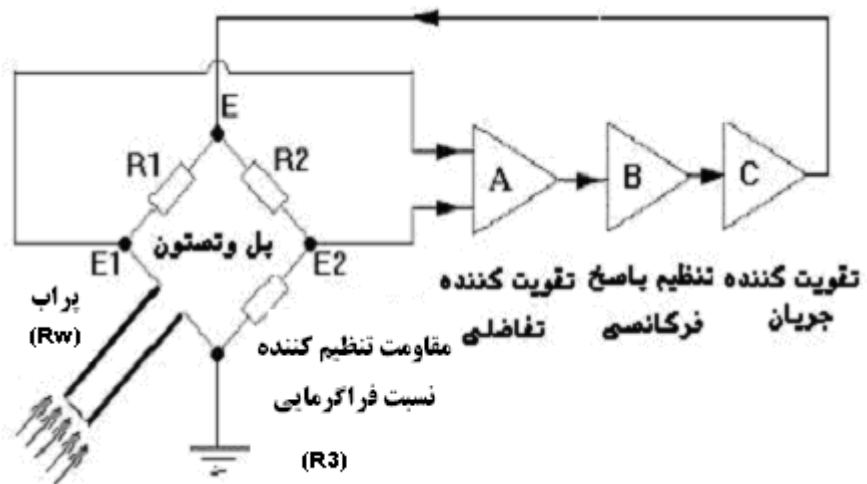 E
R1
R2
A
B
C
پل وتستون
E1
E2
پراب
(Rw)
مقاومت تنظیم کننده
نسبت فراگرمایی
(R3)
تقویت کننده
تفاضلی
تنظیم پاسخ
فرکانسی
تقویت کننده
جریان